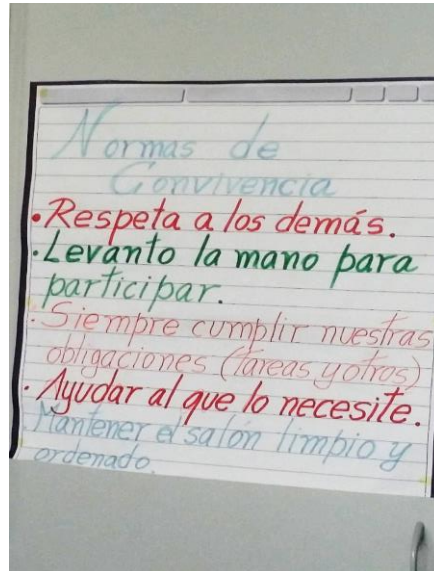 Normas de
Convivencia
•Respeta a los demás.
•Levanto la mano para
participar.
•Siempre cumplir nuestras
obligaciones (tareas y otros)
•Ayudar al que lo necesite.
Mantener el salón limpio y
ordenado.